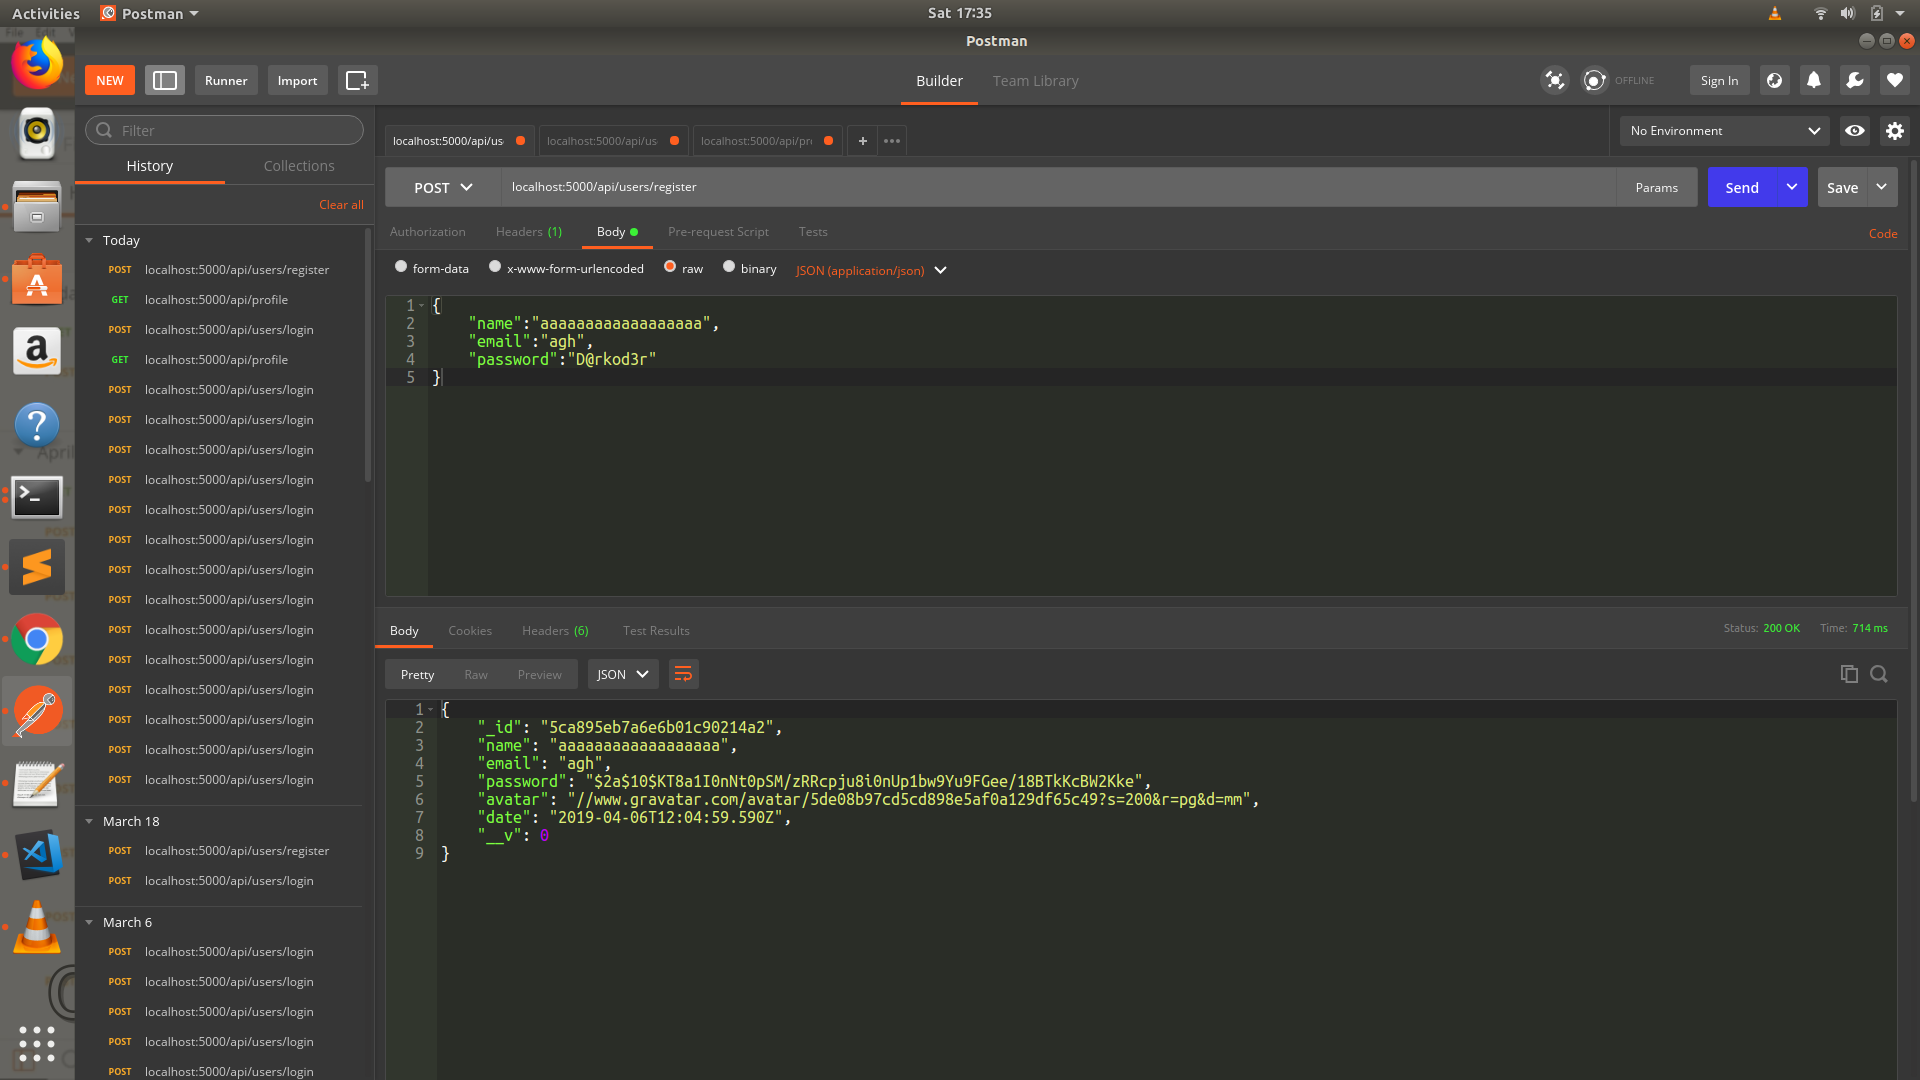 Activities
Postman
Sat 17:35
Postman
NEW
Runner
Import
Builder
Team Library
OFFLINE
Sign In
Filter
History
Collections
Clear all
Today
POST localhost:5000/api/users/register
GET localhost:5000/api/profile
POST localhost:5000/api/users/login
GET localhost:5000/api/profile
POST localhost:5000/api/users/login
POST localhost:5000/api/users/login
POST localhost:5000/api/users/login
POST localhost:5000/api/users/login
POST localhost:5000/api/users/login
POST localhost:5000/api/users/login
POST localhost:5000/api/users/login
POST localhost:5000/api/users/login
POST localhost:5000/api/users/login
POST localhost:5000/api/users/login
POST localhost:5000/api/users/login
POST localhost:5000/api/users/login
POST localhost:5000/api/users/login
POST localhost:5000/api/users/login
March 18
POST localhost:5000/api/users/register
POST localhost:5000/api/users/login
March 6
POST localhost:5000/api/users/login
POST localhost:5000/api/users/login
POST localhost:5000/api/users/login
POST localhost:5000/api/users/login
POST localhost:5000/api/users/login
localhost:5000/api/us
localhost:5000/api/us
localhost:5000/api/pr
No Environment
POST
localhost:5000/api/users/register
Params
Send
Save
Authorization
Headers (1)
Body
Pre-request Script
Tests
Code
form-data
x-www-form-urlencoded
raw
binary
JSON (application/json)
1 {
2 "name":"aaaaaaaaaaaaaaaaaa",
3 "email":"agh",
4 "password":"D@rkod3r"
5 }
Body
Cookies
Headers (6)
Test Results
Status: 200 OK
Time: 714 ms
Pretty
Raw
Preview
JSON
1 {
2 "_id": "5ca895eb7a6e6b01c90214a2",
3 "name": "aaaaaaaaaaaaaaaaaa",
4 "email": "agh",
5 "password": "$2a$10$KT8a1I0nNt0pSM/zRRcpju8i0nUp1bw9Yu9FGee/18BTkKcBW2Kke",
6 "avatar": "//www.gravatar.com/avatar/5de08b97cd5cd898e5af0a129df65c49?s=200&r=pg&d=mm",
7 "date": "2019-04-06T12:04:59.590Z",
8 "__v": 0
9 }